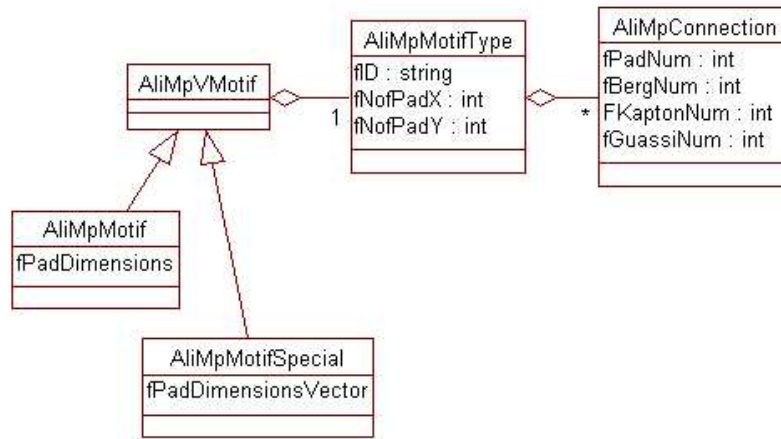 AliMpVMotif
1
AliMpMotifType
fID : string
fNofPadX : int
fNofPadY : int
*
AliMpConnection
fPadNum : int
fBergNum : int
FKaptonNum : int
fGuassiNum : int
AliMpMotif
fPadDimensions
AliMpMotifSpecial
fPadDimensionsVector